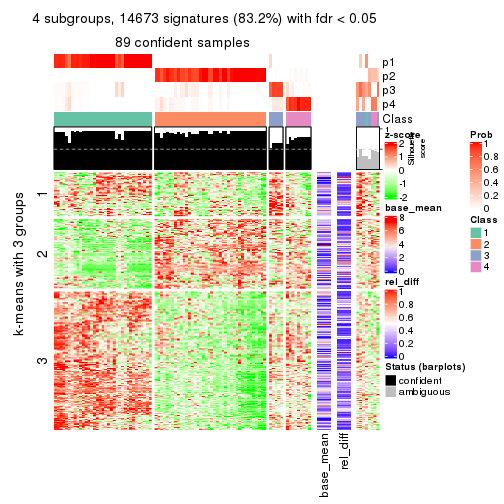 4 subgroups, 14673 signatures (83.2%) with fdr < 0.05
89 confident samples
p1
p2
p3
p4
Class
1
Silhouette
score
k-means with 3 groups
1
2
3
base_mean
rel_diff
z-score
2
1
0
-1
-2
base_mean
8
6
4
2
0
rel_diff
1
0.8
0.6
0.4
0.2
0
Status (barplots)
confident
ambiguous
Prob
1
0.8
0.6
0.4
0.2
0
Class
1
2
3
4